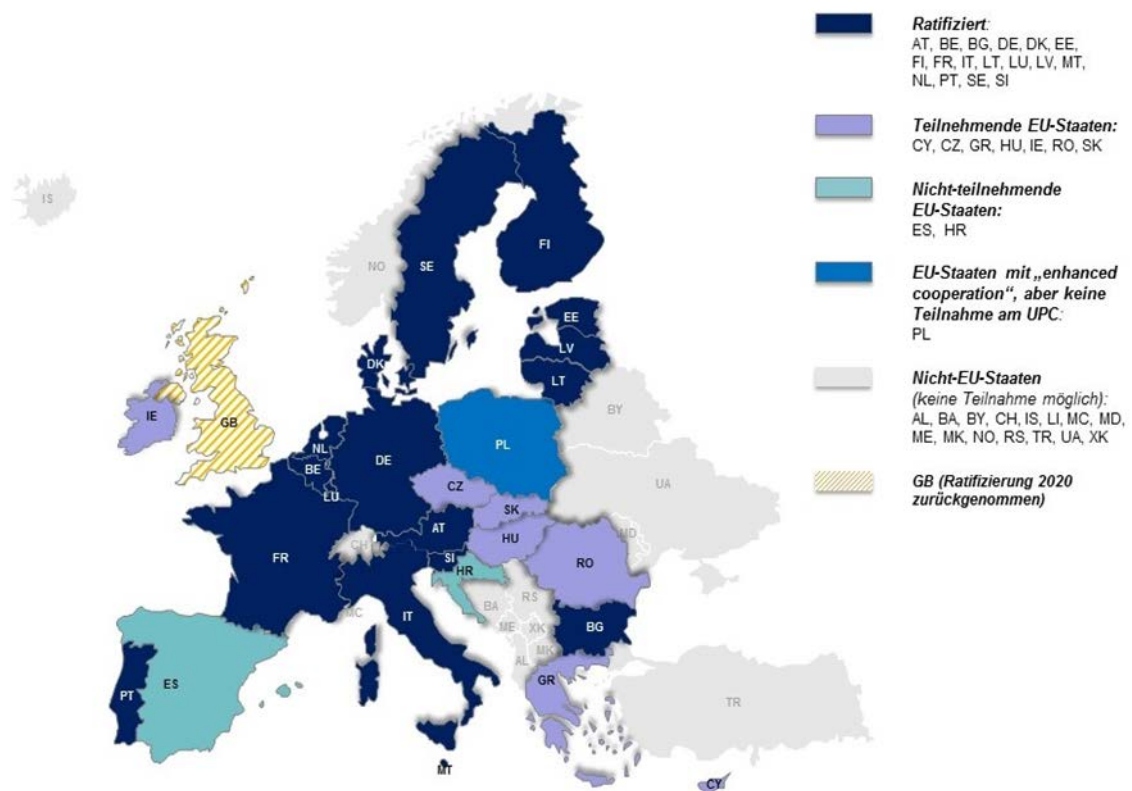 Ratifiziert:
AT, BE, BG, DE, DK, EE,
FI, FR, IT, LT, LU, LV, MT,
NL, PT, SE, SI
Teilnehmende EU-Staaten:
CY, CZ, GR, HU, IE, RO, SK
Nicht-teilnehmende
EU-Staaten:
ES, HR
EU-Staaten mit „enhanced
cooperation“, aber keine
Teilnahme am UPC:
PL
Nicht-EU-Staaten
(keine Teilnahme möglich):
AL, BA, BY, CH, IS, LI, MC, MD,
ME, MK, NO, RS, TR, UA, XK
GB (Ratifizierung 2020
zurückgenommen)
IS
FI
NO
SE
EE
LV
DK
LT
IE
BY
GB
NL
PL
DE
BE
CZ
UA
LU
SK
AT
MD
HU
CH
FR
SI
RO
HR
RS
BA
MC
IT
ME
XK
BG
MK
AL
ES
GR
PT
TR
MT
CY